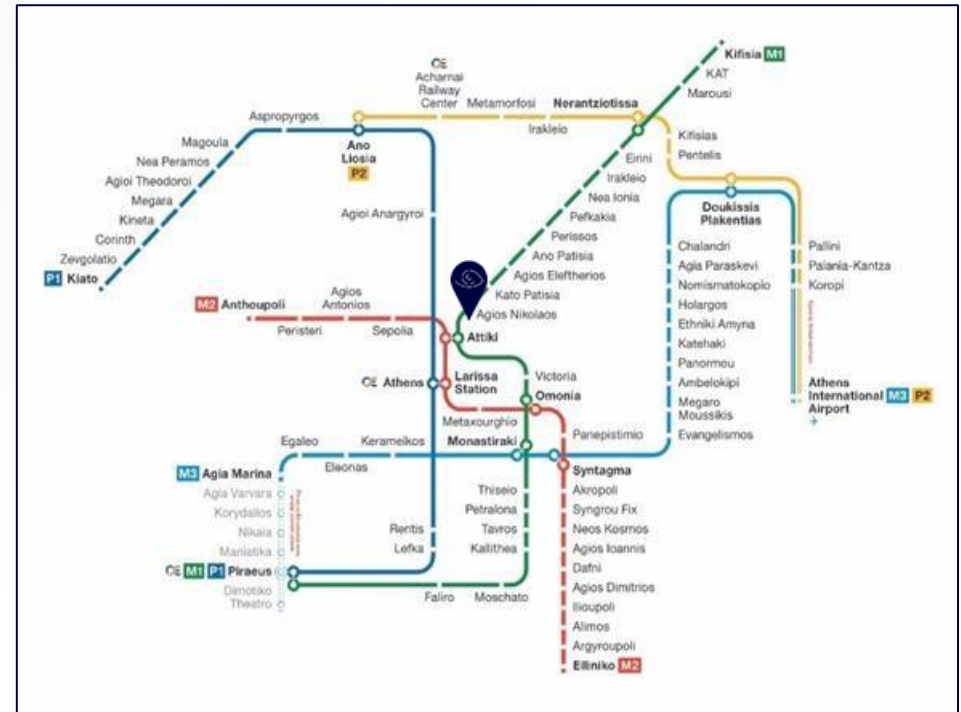 Kifisia M1
KAT
Marousi
Acharnai
Railway
Center
Metamorfosi
Nerantziotissa
Irakleio
Aspropyrgos
Ano
Liosia
P2
Magoula
Nea Peramos
Agioi Theodoroi
Megara
Kineta
Corinth
Zevgolatio
P1 Kiato
Agioi Anargyroi
Kifisias
Pentelis
Eirini
Irakleio
Nea Ionia
Pefkakia
Perissos
Ano Patisia
Agios Eleftherios
Kato Patisia
Agios Nikolaos
Doukissis
Plakentias
Chalandri
Agia Paraskevi
Nomismatokopio
Holargos
Ethniki Amyna
Katehaki
Panormou
Ambelokipi
Megaro
Moussikis
Evangelismos
Pallini
Paiania-Kantza
Koropi
Athens
International M3 P2
Airport
M2 Anthoupoli
Agios
Antonios
Peristeri
Sepolia
Attiki
Athens
Larissa
Station
Victoria
Omonia
Metaxourghio
Panepistimio
Monastiraki
Egaleo
Kerameikos
Eleonas
M3 Agia Marina
Agia Varvara
Korydallos
Nikaia
Maniatika
M1 P1 Piraeus
Dimotiko
Theatro
Rentis
Lefka
Thiseio
Petralona
Tavros
Kallithea
Faliro
Moschato
Syntagma
Akropoli
Syngrou Fix
Neos Kosmos
Agios Ioannis
Dafni
Agios Dimitrios
Ilioupoli
Alimos
Argyroupoli
Elliniko M2